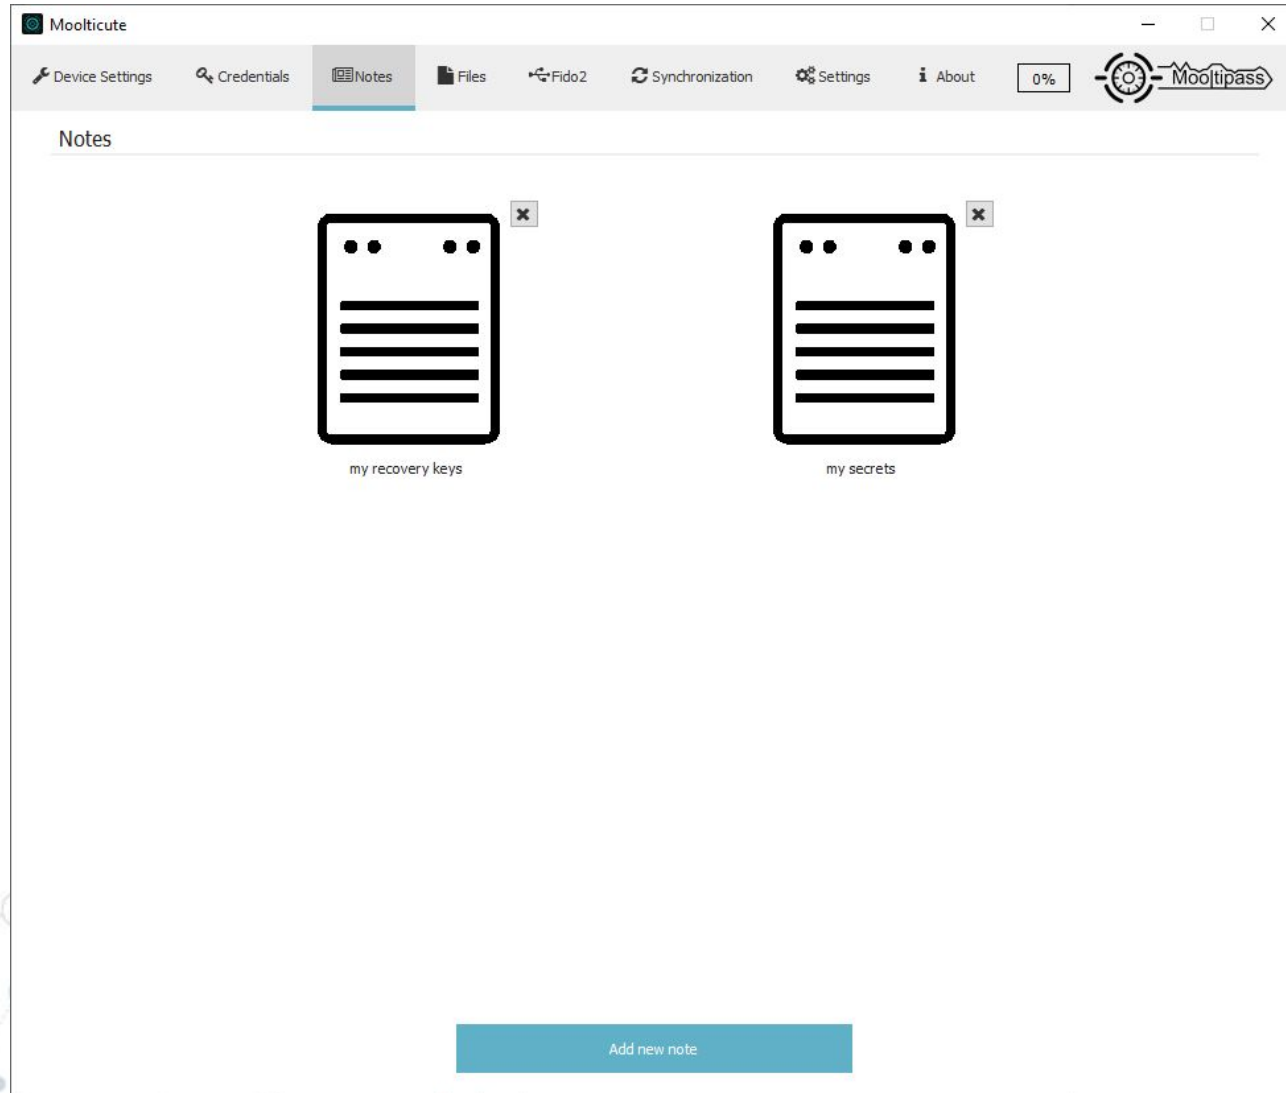 Moolticute
Device Settings Credentials Notes Files Fido2 Synchronization Settings About 0% Mooltipass
Notes
my recovery keys my secrets
Add new note